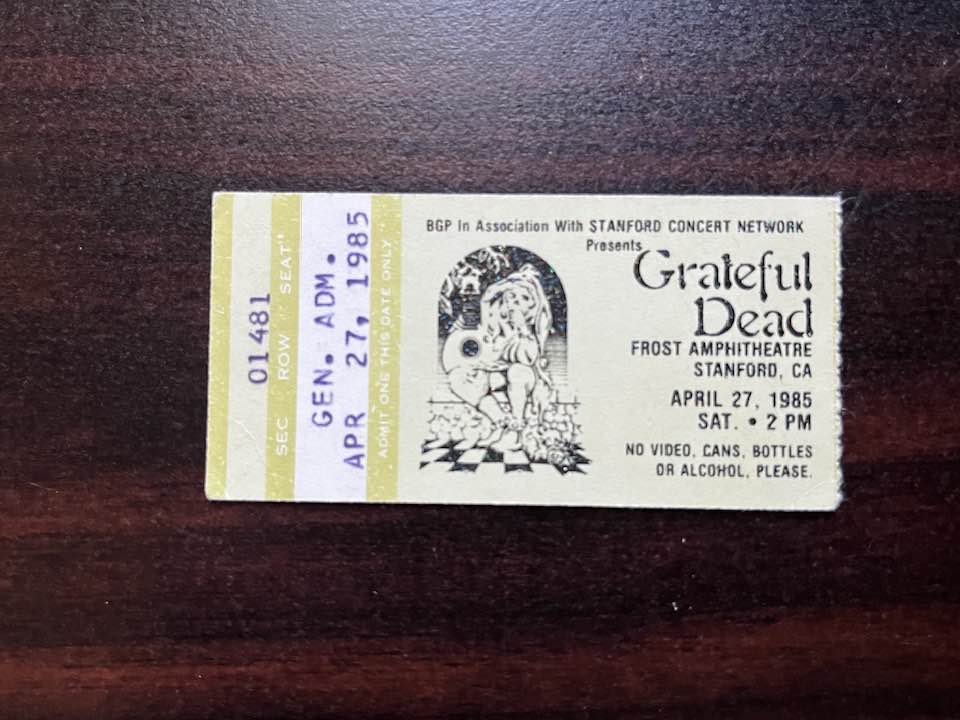 01481
SEC ROW SEAT"
GEN. ADM.
APR 27, 1985
ADMIT ONE THIS DATE ONLY
BGP In Association With STANFORD CONCERT NETWORK
Presents
Grateful
Dead
FROST AMPHITHEATRE
STANFORD, CA
APRIL 27, 1985
SAT. • 2 PM
NO VIDEO, CANS, BOTTLES
OR ALCOHOL, PLEASE.